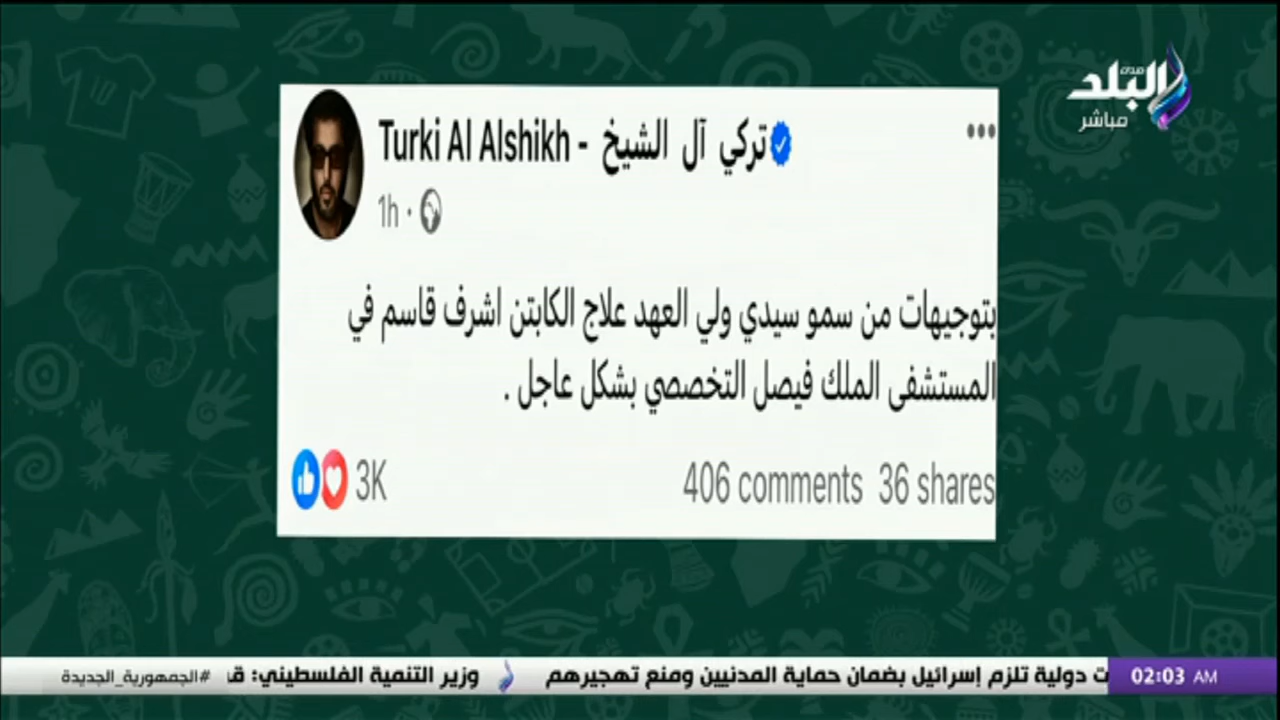 صدى
البلد
مباشر
Turki Al Alshikh - تركي آل الشيخ
1h
بتوجيهات من سمو سيدي ولي العهد علاج الكابتن اشرف قاسم في
المستشفى الملك فيصل التخصصي بشكل عاجل .
3K
406 comments 36 shares
02:03 AM
ت دولية تلزم إسرائيل بضمان حماية المدنيين ومنع تهجيرهم
وزير التنمية الفلسطيني: ق
#الجمهورية_الجديدة
10